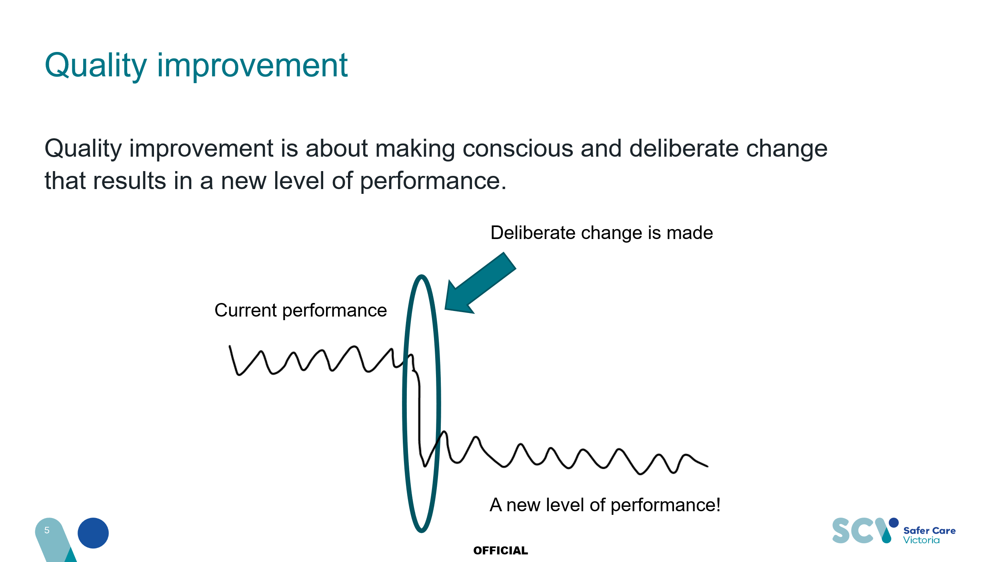 Quality improvement
Quality improvement is about making conscious and deliberate change
that results in a new level of performance.
Deliberate change is made
Current performance
A new level of performance!
5
OFFICIAL
SCV
Safer Care
Victoria